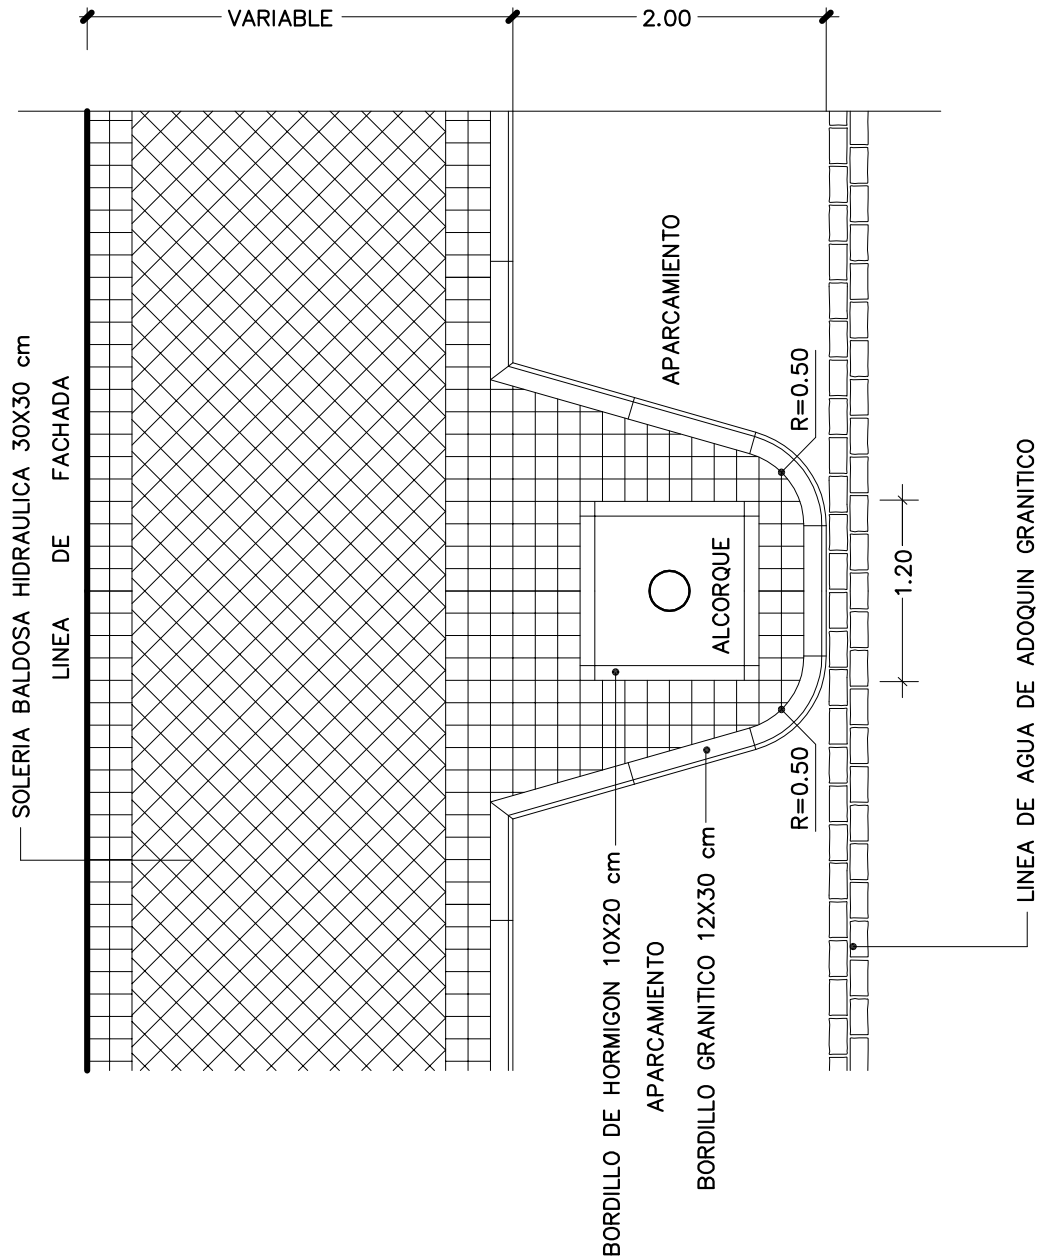 VARIABLE
2.00
SOLERIA BALDOSA HIDRAULICA 30X30 cm
LINEA DE FACHADA
APARCAMIENTO
R=0.50
ALCORQUE
1.20
R=0.50
BORDILLO DE HORMIGON 10X20 cm
APARCAMIENTO
BORDILLO GRANITICO 12X30 cm
LINEA DE AGUA DE ADOQUIN GRANITICO